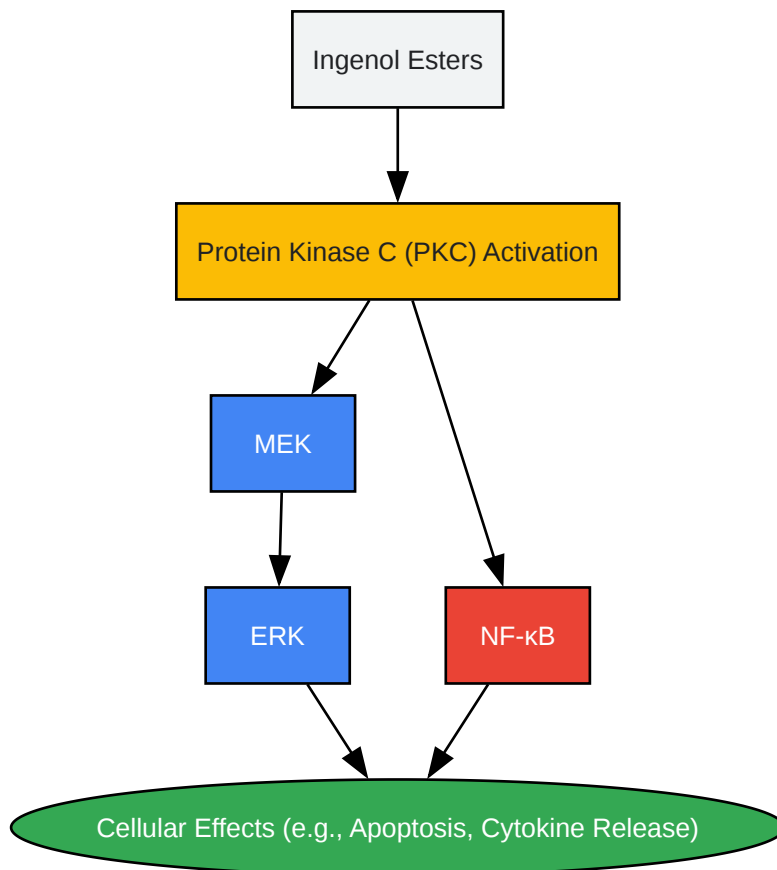 Ingenol Esters
Protein Kinase C (PKC) Activation
MEK
ERK
NF-κB
Cellular Effects (e.g., Apoptosis, Cytokine Release)